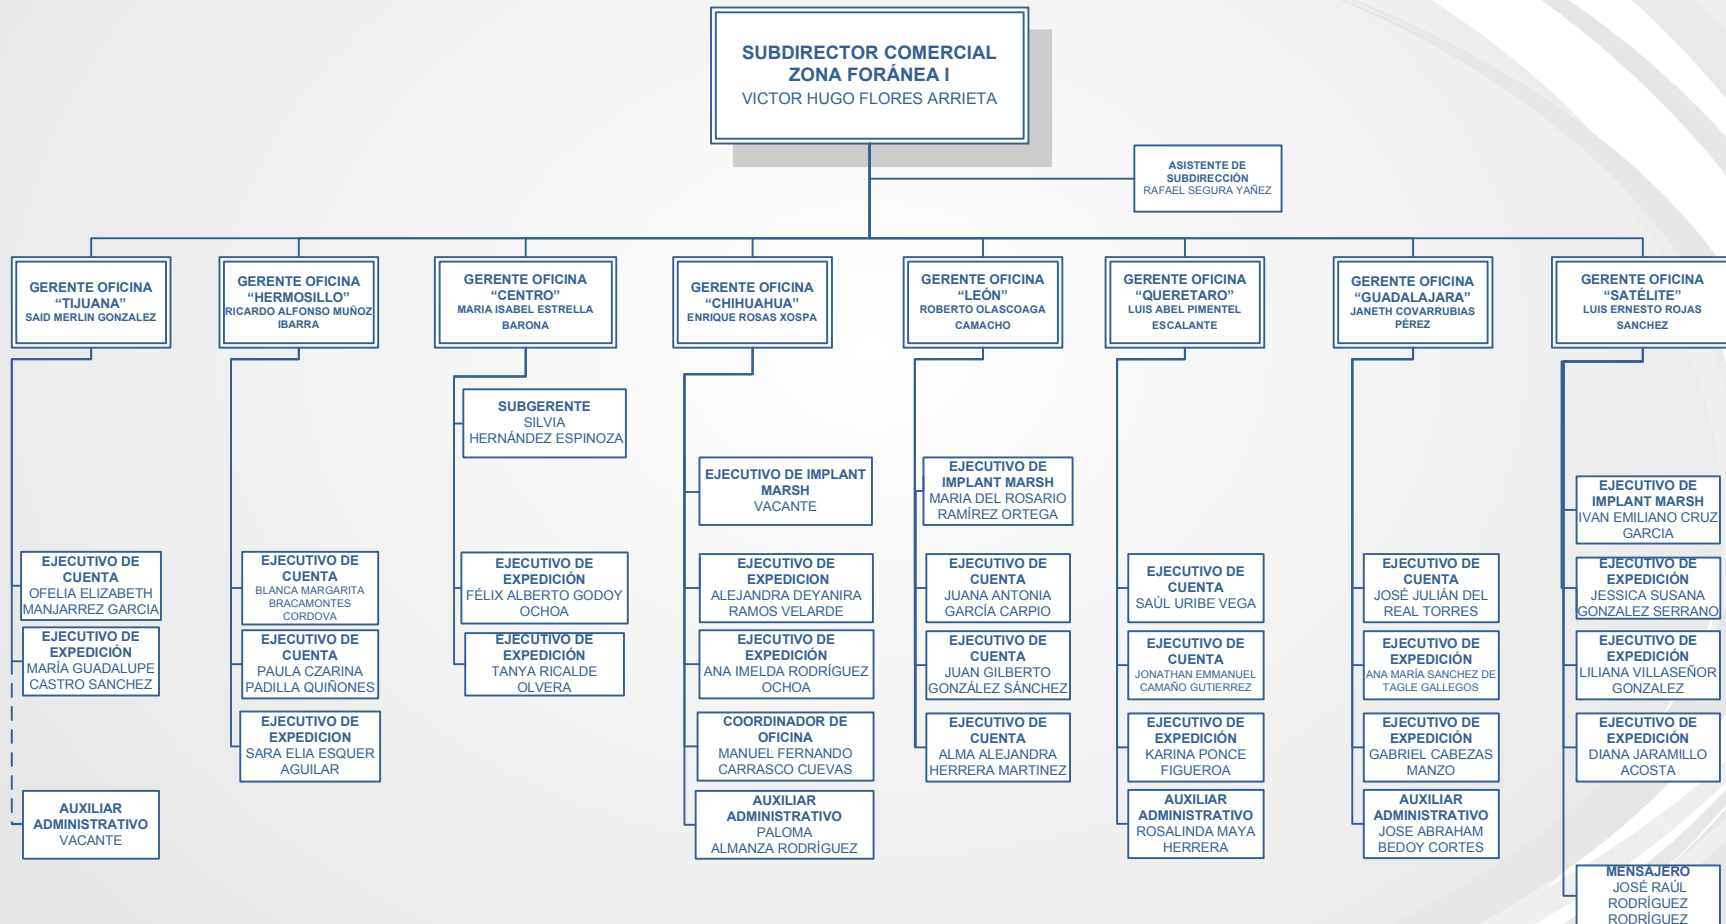 SUBDIRECTOR COMERCIAL
ZONA FORÁNEA I
VICTOR HUGO FLORES ARRIETA
ASISTENTE DE
SUBDIRECCIÓN
RAFAEL SEGURA YAÑEZ
GERENTE OFICINA
“TIJUANA”
SAID MERLIN GONZALEZ
GERENTE OFICINA
“HERMOSILLO”
RICARDO ALFONSO MUÑOZ
IBARRA
GERENTE OFICINA
“CENTRO”
MARIA ISABEL ESTRELLA
BARONA
GERENTE OFICINA
“CHIHUAHUA”
ENRIQUE ROSAS XOSPA
GERENTE OFICINA
“LEÓN”
ROBERTO OLASCOAGA
CAMACHO
GERENTE OFICINA
“QUERETARO”
LUIS ABEL PIMENTEL
ESCALANTE
GERENTE OFICINA
“GUADALAJARA”
JANETH COVARRUBIAS
PÉREZ
GERENTE OFICINA
“SATÉLITE”
LUIS ERNESTO ROJAS
SANCHEZ
EJECUTIVO DE
CUENTA
OFELIA ELIZABETH
MANJARREZ GARCIA
EJECUTIVO DE
EXPEDICIÓN
MARÍA GUADALUPE
CASTRO SANCHEZ
AUXILIAR
ADMINISTRATIVO
VACANTE
EJECUTIVO DE
CUENTA
BLANCA MARGARITA
BRACAMONTES
CORDOVA
EJECUTIVO DE
CUENTA
PAULA CZARINA
PADILLA QUIÑONES
EJECUTIVO DE
EXPEDICION
SARA ELIA ESQUER
AGUILAR
SUBGERENTE
SILVIA
HERNÁNDEZ ESPINOZA
EJECUTIVO DE
EXPEDICIÓN
FÉLIX ALBERTO GODOY
OCHOA
EJECUTIVO DE
EXPEDICIÓN
TANYA RICALDE
OLVERA
EJECUTIVO DE IMPLANT
MARSH
VACANTE
EJECUTIVO DE
EXPEDICION
ALEJANDRA DEYANIRA
RAMOS VELARDE
EJECUTIVO DE
EXPEDICIÓN
ANA IMELDA RODRÍGUEZ
OCHOA
COORDINADOR DE
OFICINA
MANUEL FERNANDO
CARRASCO CUEVAS
AUXILIAR
ADMINISTRATIVO
PALOMA
ALMANZA RODRÍGUEZ
EJECUTIVO DE
IMPLANT MARSH
MARIA DEL ROSARIO
RAMÍREZ ORTEGA
EJECUTIVO DE
CUENTA
JUANA ANTONIA
GARCÍA CARPIO
EJECUTIVO DE
CUENTA
JUAN GILBERTO
GONZÁLEZ SÁNCHEZ
EJECUTIVO DE
CUENTA
ALMA ALEJANDRA
HERRERA MARTINEZ
EJECUTIVO DE
CUENTA
SAÚL URIBE VEGA
EJECUTIVO DE
CUENTA
JONATHAN EMMANUEL
CAMAÑO GUTIERREZ
EJECUTIVO DE
EXPEDICIÓN
KARINA PONCE
FIGUEROA
AUXILIAR
ADMINISTRATIVO
ROSALINDA MAYA
HERRERA
EJECUTIVO DE
CUENTA
JOSÉ JULIÁN DEL
REAL TORRES
EJECUTIVO DE
EXPEDICIÓN
ANA MARÍA SANCHEZ DE
TAGLE GALLEGOS
EJECUTIVO DE
EXPEDICIÓN
GABRIEL CABEZAS
MANZO
AUXILIAR
ADMINISTRATIVO
JOSE ABRAHAM
BEDOY CORTES
EJECUTIVO DE
IMPLANT MARSH
IVAN EMILIANO CRUZ
GARCIA
EJECUTIVO DE
EXPEDICIÓN
JESSICA SUSANA
GONZALEZ SERRANO
EJECUTIVO DE
EXPEDICIÓN
LILIANA VILLASEÑOR
GONZALEZ
EJECUTIVO DE
EXPEDICIÓN
DIANA JARAMILLO
ACOSTA
MENSAJERO
JOSÉ RAÚL
RODRÍGUEZ
RODRÍGUEZ